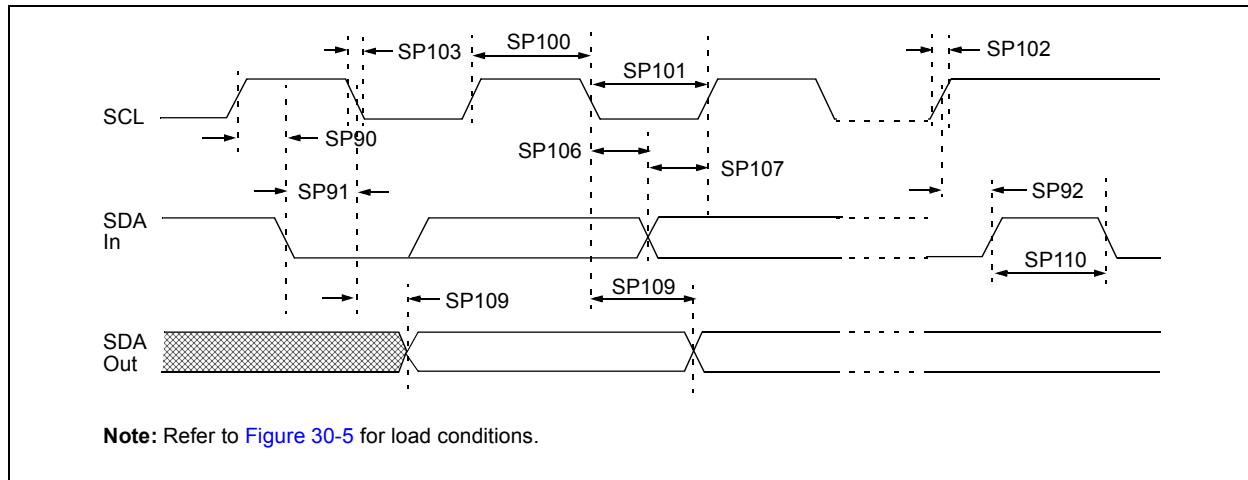 SP103
SP100
SP102
SP101
SCL
SP90
SP106
SP107
SP91
SP92
SDA
In
SP110
SP109
SP109
SDA
Out
Note: Refer to Figure 30-5 for load conditions.